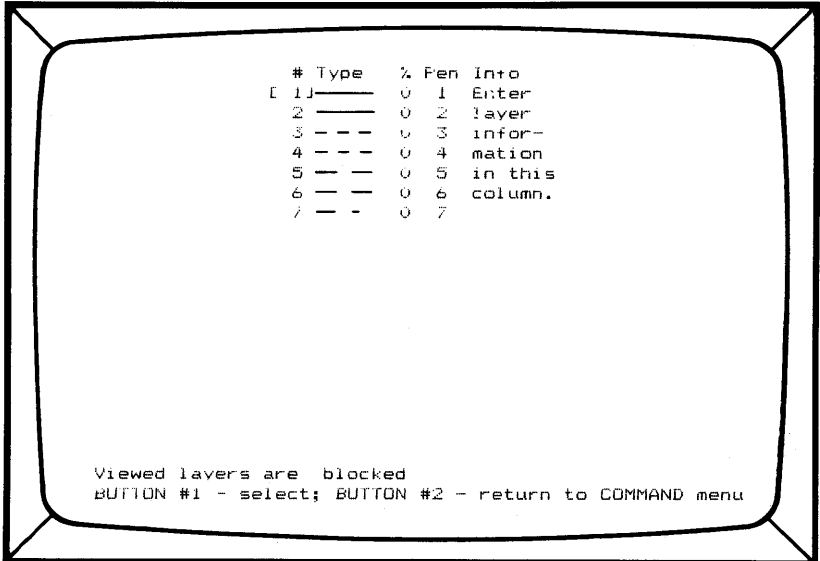 # Type % Pen Info
[ 1] 0 1 Enter
2 0 2 layer
3 0 3 infor-
4 0 4 mation
5 0 5 in this
6 0 6 column.
7 0 7
Viewed layers are blocked
BUTTON #1 - select; BUTTON #2 - return to COMMAND menu